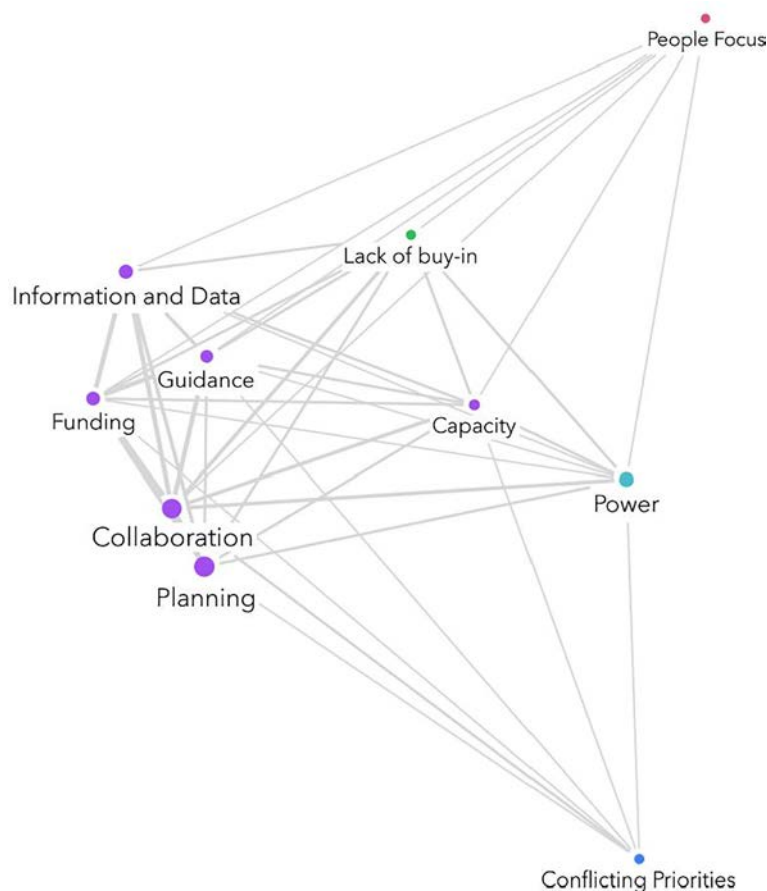 People Focus
Lack of buy-in
Information and Data
Guidance
Funding
Capacity
Power
Collaboration
Planning
Conflicting Priorities